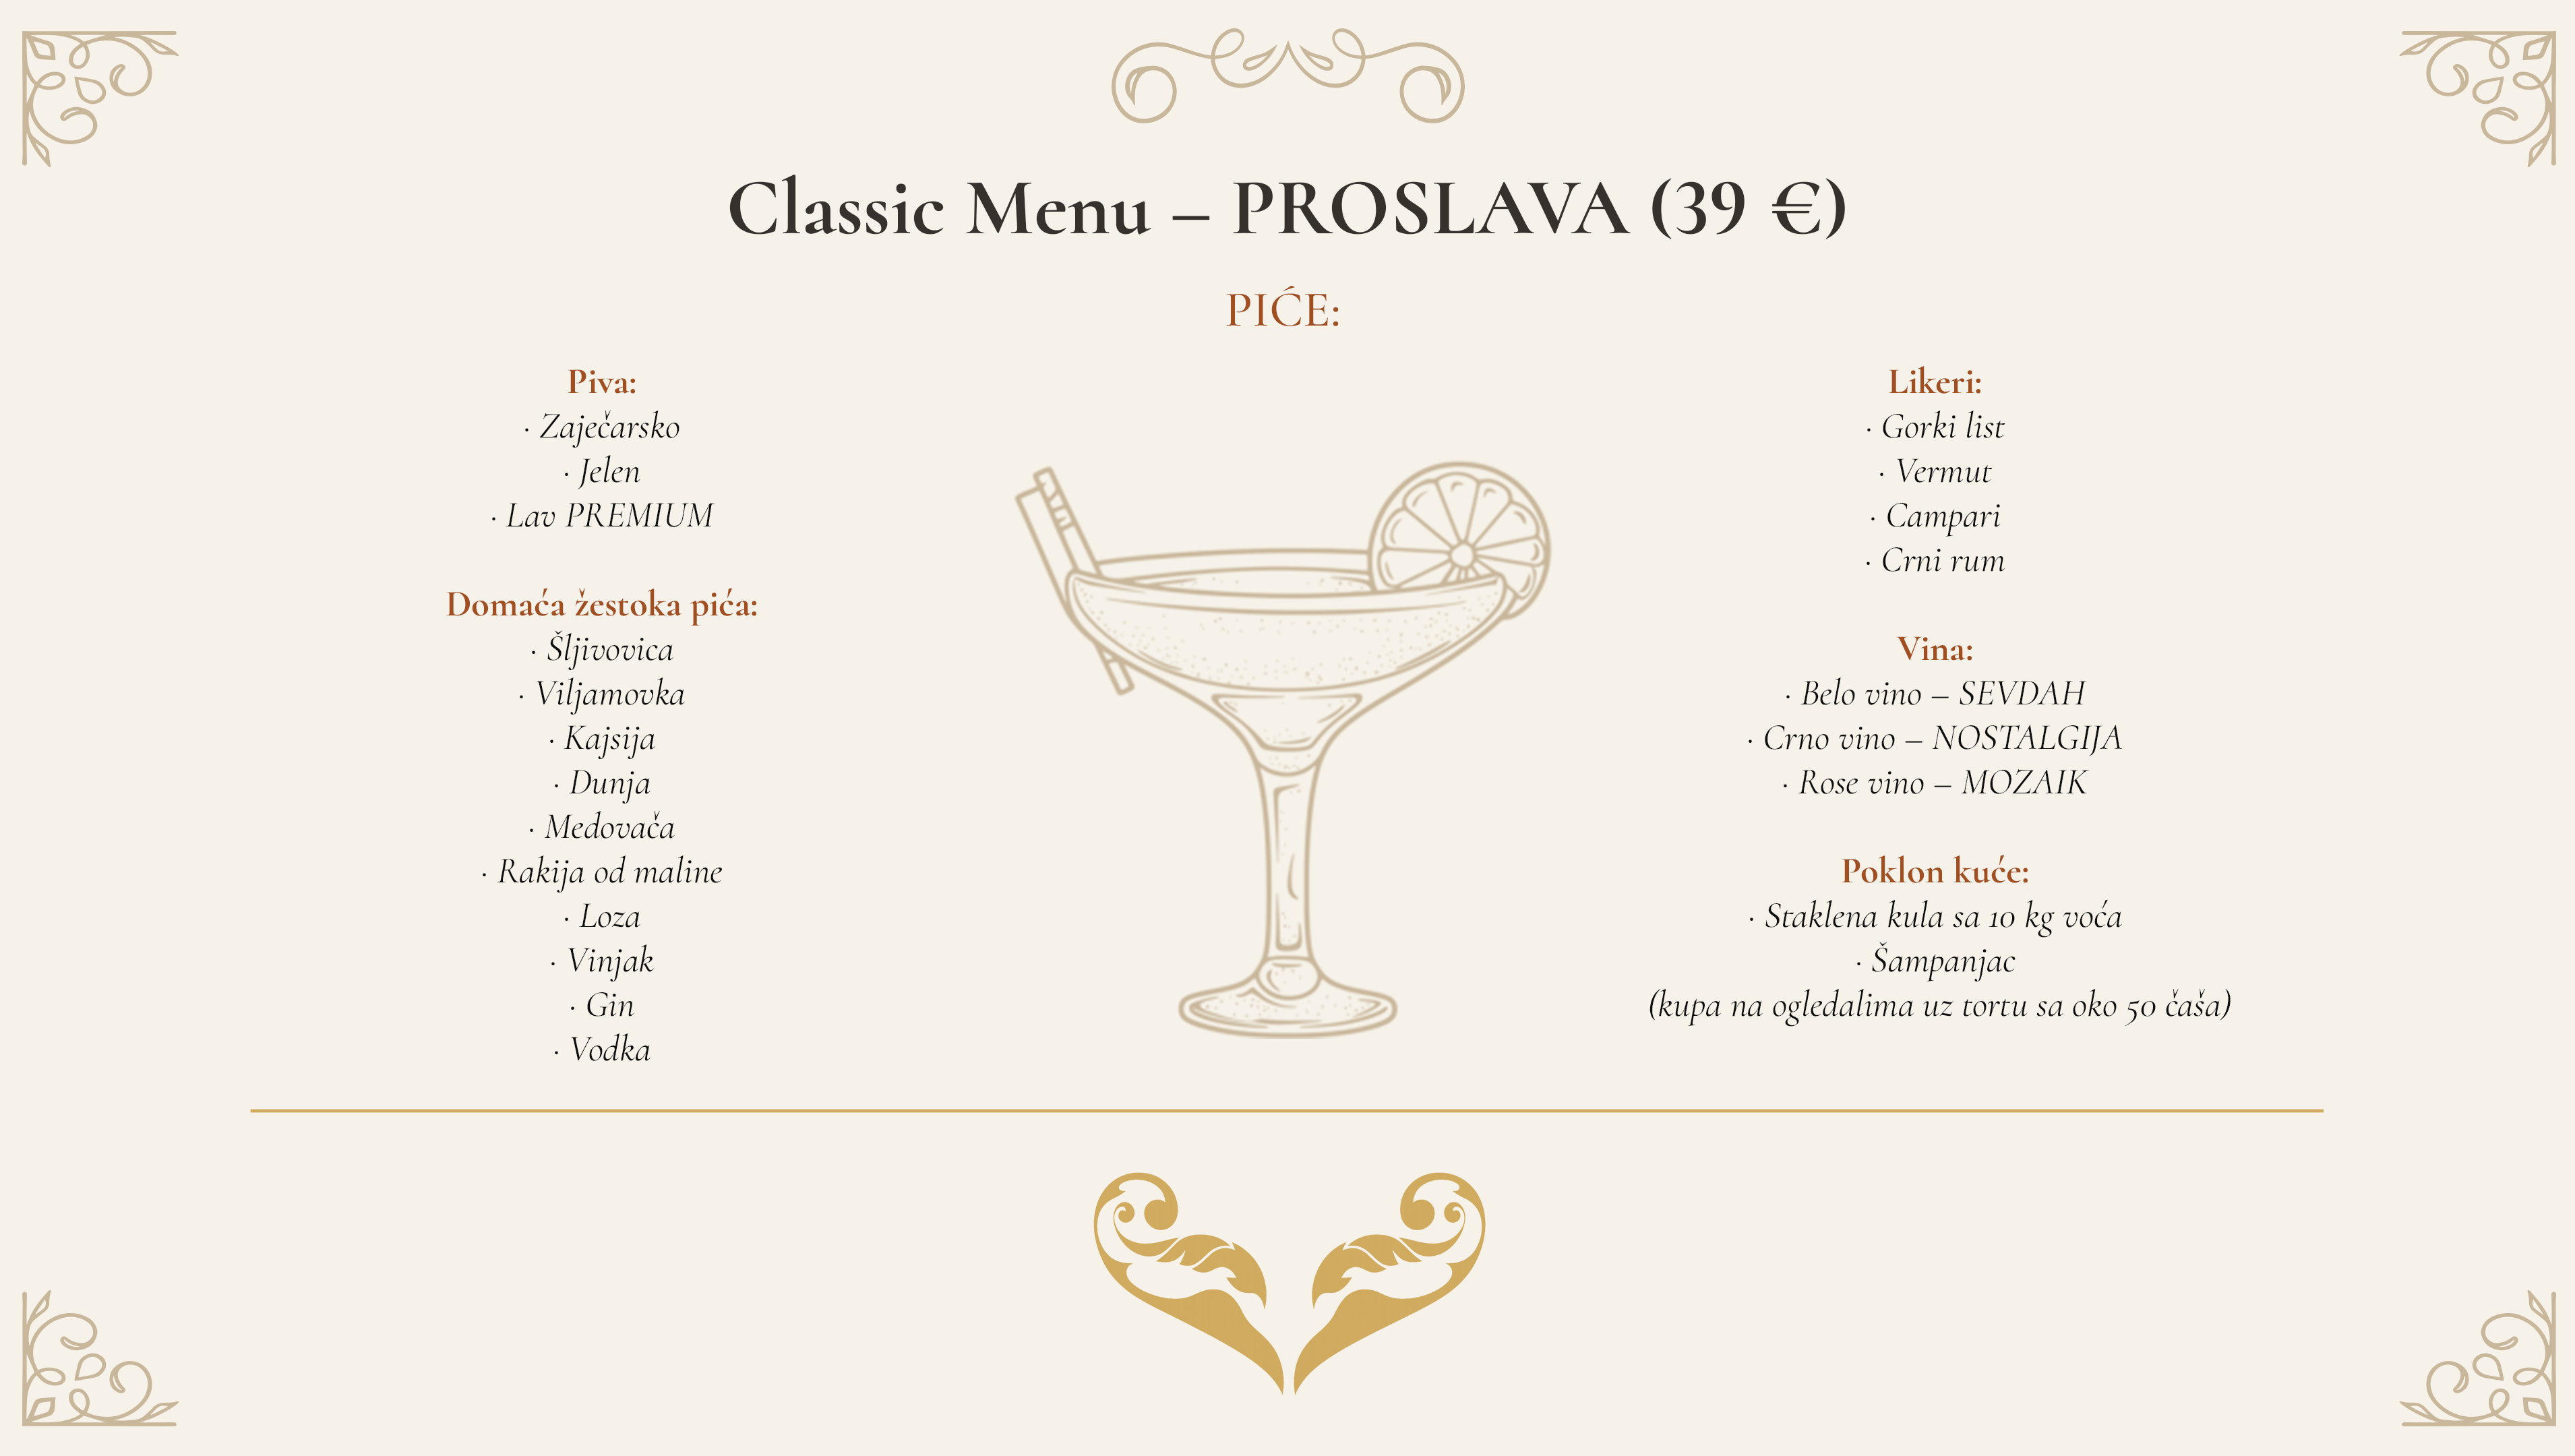 Classic Menu – PROSLAVA (39 €)
PIĆE:
Piva:
· Zaječarsko
· Jelen
· Lav PREMIUM
Domaća žestoka pića:
· Šljivovica
· Viljamovka
· Kajsija
· Dunja
· Medovača
· Rakija od maline
· Loza
· Vinjak
· Gin
· Vodka
Likeri:
· Gorki list
· Vermut
· Campari
· Crni rum
Vina:
· Belo vino – SEVDAH
· Crno vino – NOSTALGIJA
· Rose vino – MOZAIK
Poklon kuće:
· Staklena kula sa 10 kg voća
· Šampanjac
(kupa na ogledalima uz tortu sa oko 50 čaša)